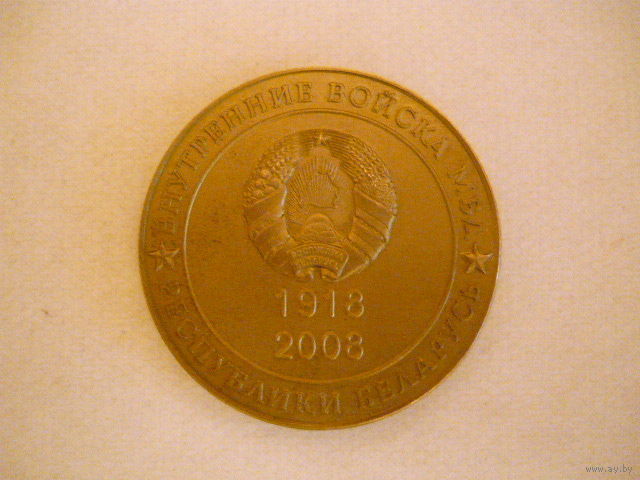 ВНУТРЕННИЕ ВОЙСКА МВД
РЕСПУБЛИКИ БЕЛАРУСЬ
1918
2008
www.ay.by